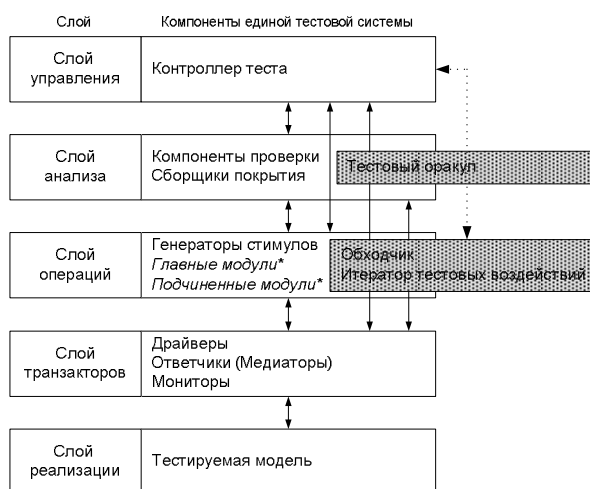 Слой
Компоненты единой тестовой системы
Слой
управления
Контроллер теста
Слой
анализа
Компоненты проверки
Сборщики покрытия
Тестовый оракул
Слой
операций
Генераторы стимулов
Главные модули*
Подчиненные модули*
Обходчик
Итератор тестовых воздействий
Слой
транзакторов
Драйверы
Ответчики (Медиаторы)
Мониторы
Слой
реализации
Тестируемая модель